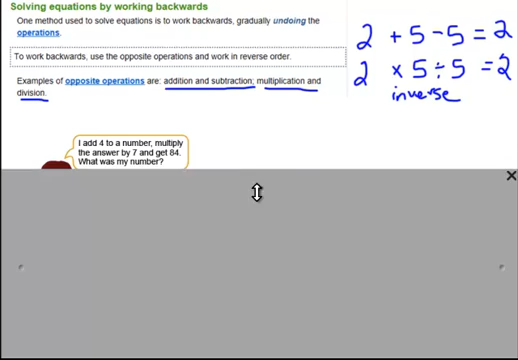 Solving equations by working backwards
One method used to solve equations is to work backwards, gradually undoing the
operations.
To work backwards, use the opposite operations and work in reverse order.
Examples of opposite operations are: addition and subtraction; multiplication and
division.
2 + 5 - 5 = 2
2 × 5 ÷ 5 = 2
inverse
I add 4 to a number, multiply
the answer by 7 and get 84.
What was my number?